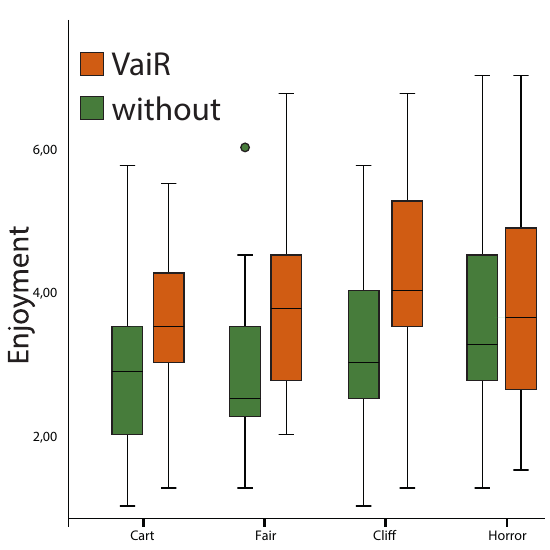 VaiR
without
Enjoyment
6,00
4,00
2,00
Cart Fair Cliff Horror